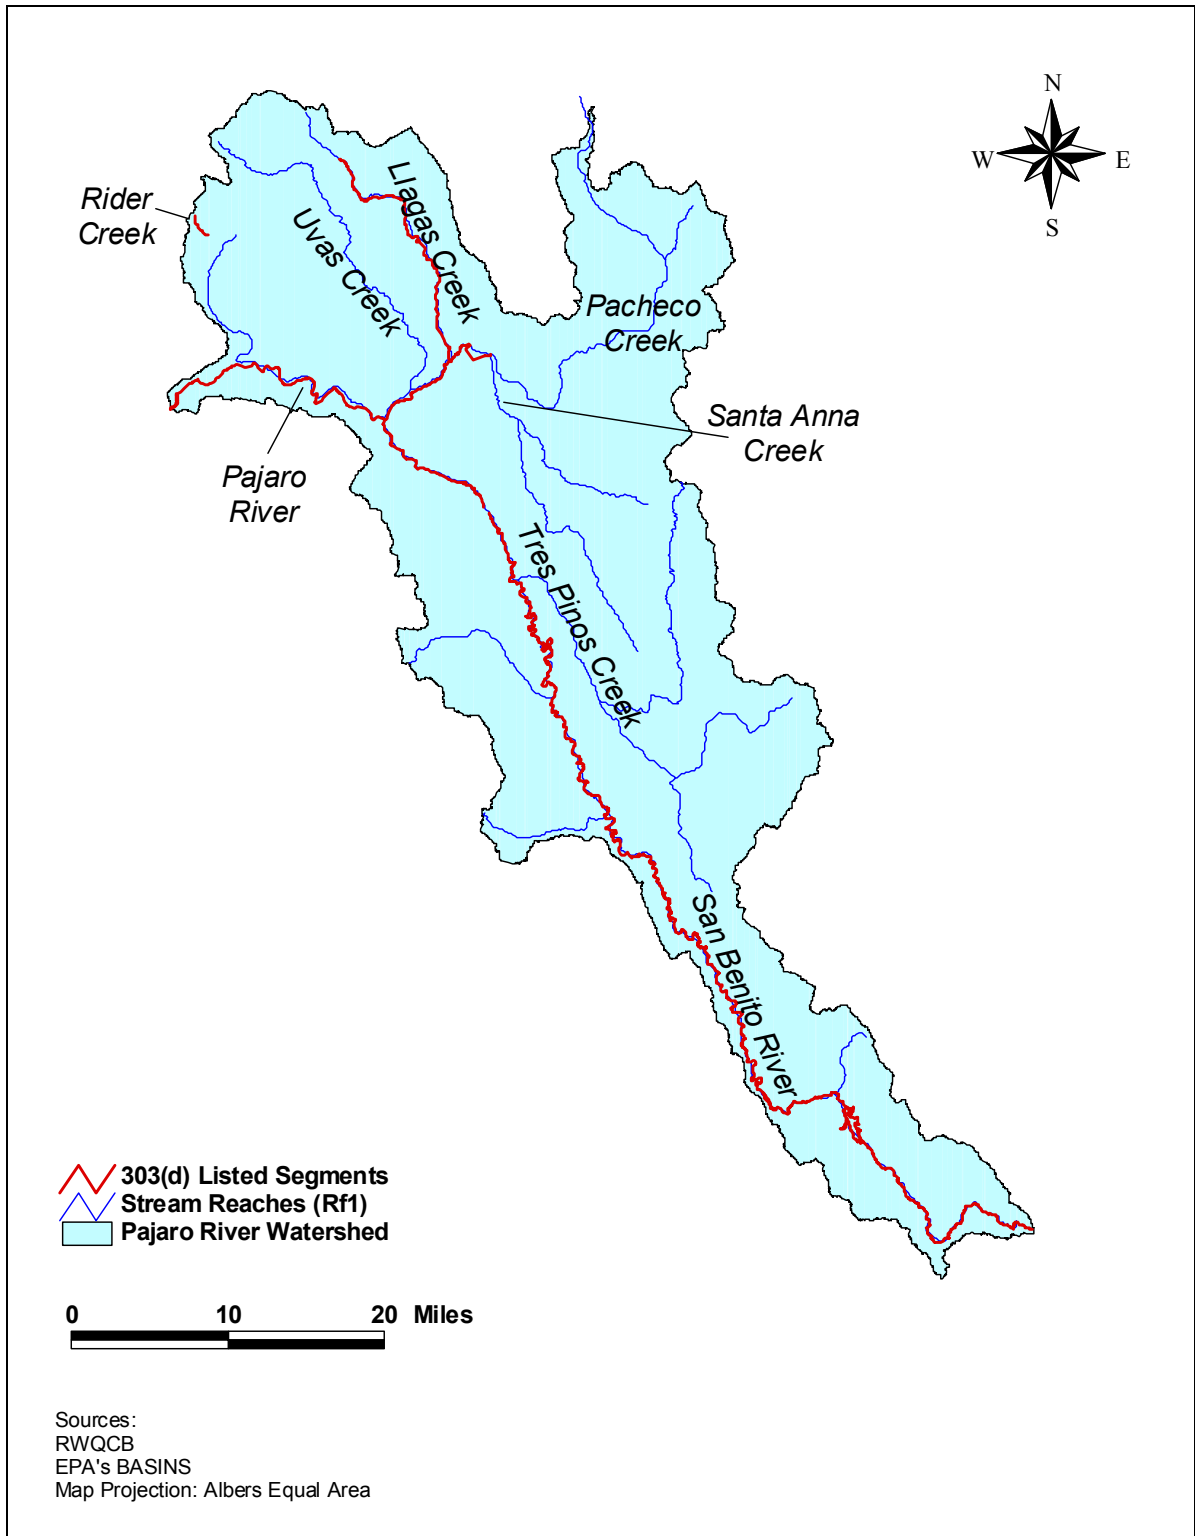 N
W
E
S
Rider
Creek
Llagas Creek
Uvas Creek
Pacheco
Creek
Santa Anna
Creek
Pajaro
River
Tres Pinos Creek
San Benito River
303(d) Listed Segments
Stream Reaches (Rf1)
Pajaro River Watershed
0 10 20 Miles
Sources:
RWQCB
EPA's BASINS
Map Projection: Albers Equal Area